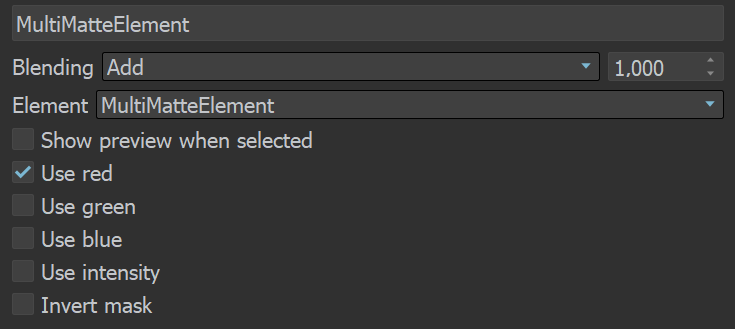 MultiMatteElement
Blending Add 1,000
Element MultiMatteElement
Show preview when selected
Use red
Use green
Use blue
Use intensity
Invert mask